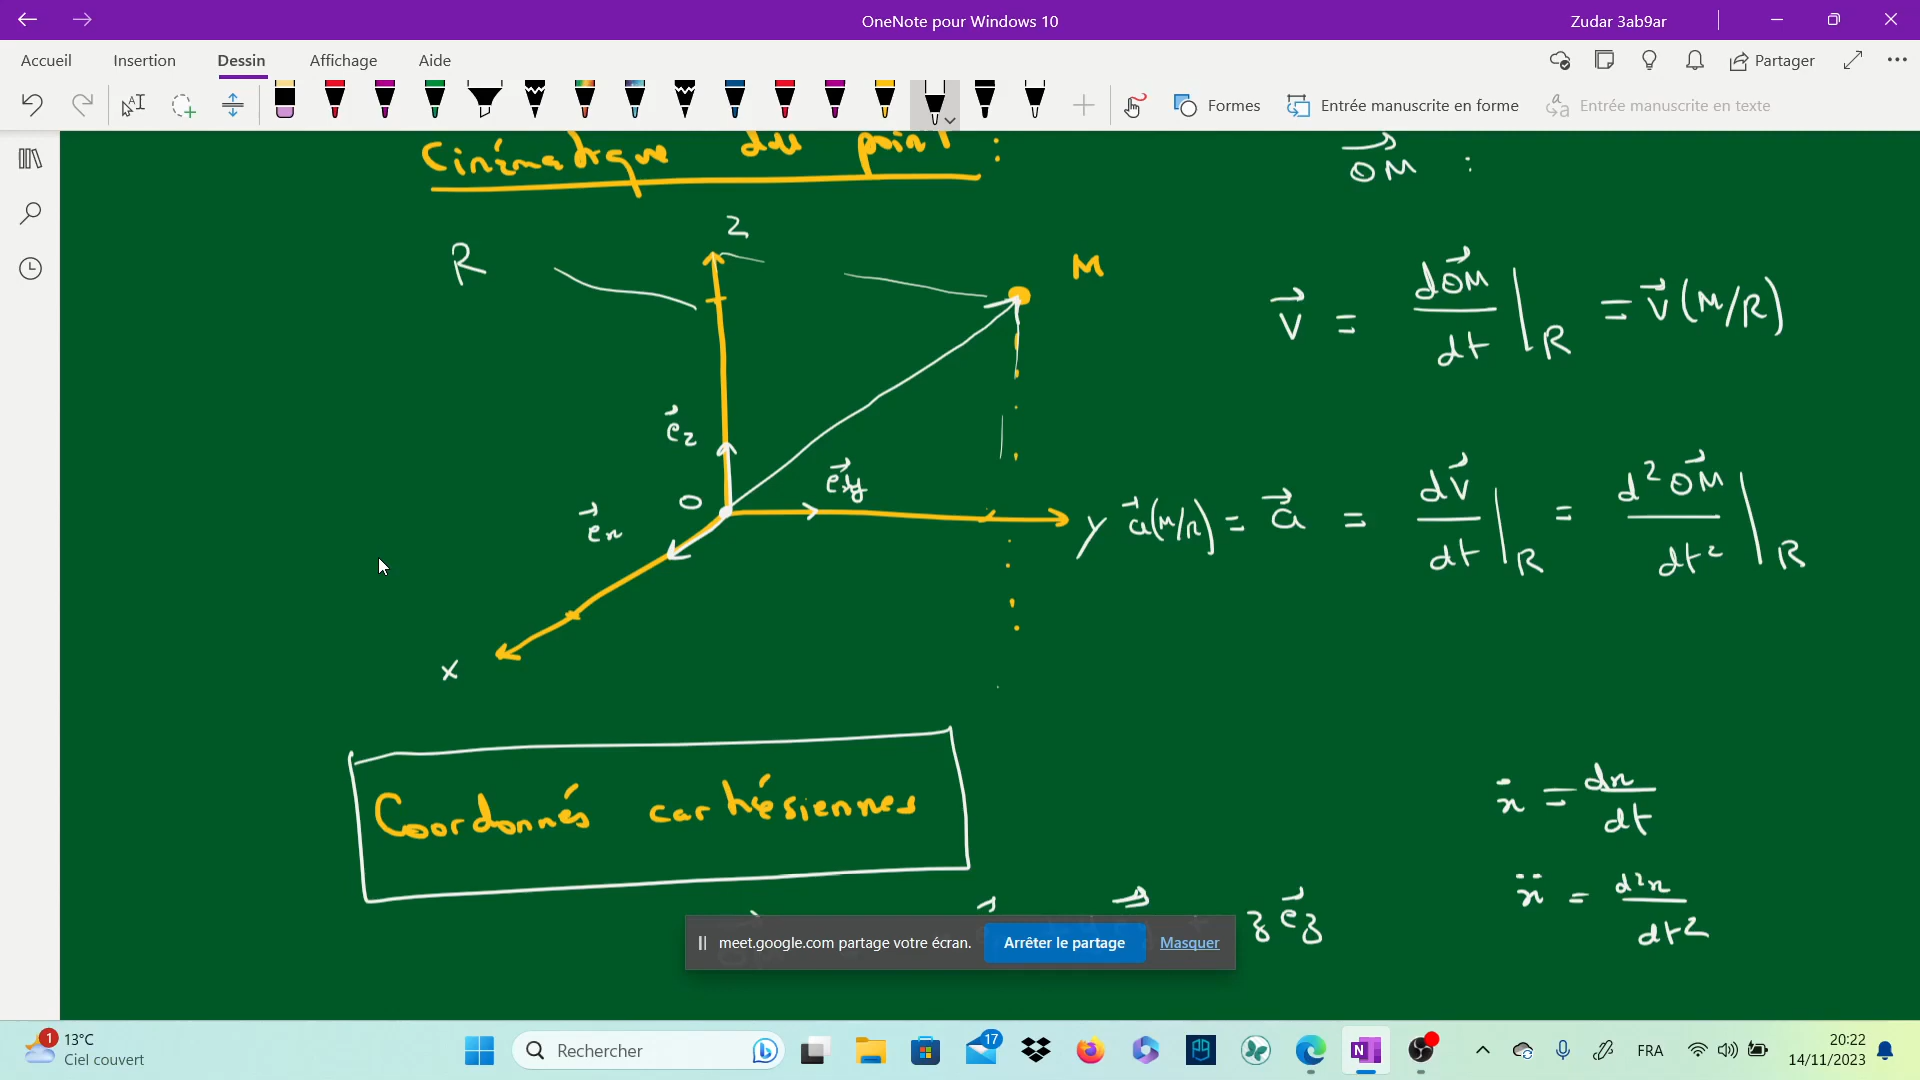 OneNote pour Windows 10
Zudar 3ab9ar
Accueil Insertion Dessin Affichage Aide
Partager
Formes Entrée manuscrite en forme Entrée manuscrite en texte
Cinématique du point :
OM :
R
z
M
V = dOM/dt |R = V(M/R)
ez
O
ey
ex
y
a(M/R) = a = dV/dt |R = d²OM/dt² |R
x
Coordonnés carthésiennes
ẋ = dx/dt
ẍ = d²x/dt²
z ez
meet.google.com partage votre écran. Arrêter le partage Masquer
1
13°C
Ciel couvert
Rechercher
17
FRA
20:22
14/11/2023